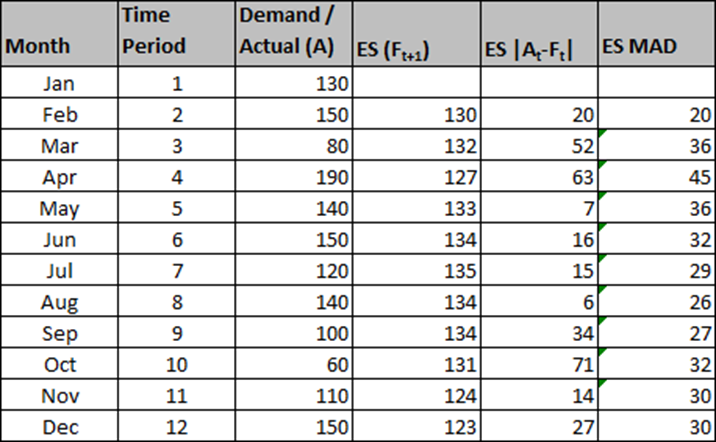 Month Time Period Demand / Actual (A) ES (Ft+1) ES |At-Ft| ES MAD
Jan 1 130
Feb 2 150 130 20 20
Mar 3 80 132 52 36
Apr 4 190 127 63 45
May 5 140 133 7 36
Jun 6 150 134 16 32
Jul 7 120 135 15 29
Aug 8 140 134 6 26
Sep 9 100 134 34 27
Oct 10 60 131 71 32
Nov 11 110 124 14 30
Dec 12 150 123 27 30